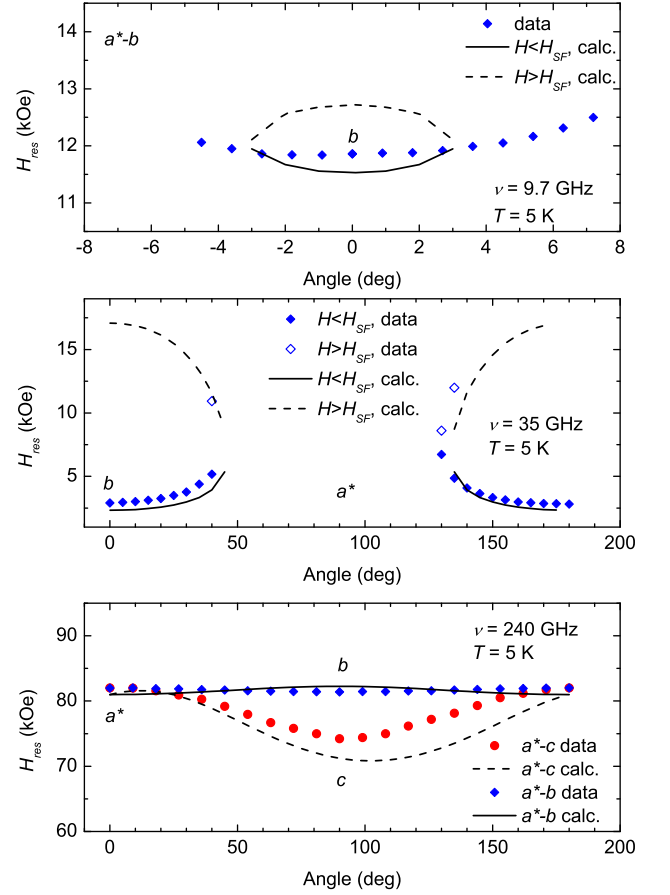 14
a*-b
data
H<H_SF, calc.
H>H_SF, calc.
13
H_res (kOe)
b
12
ν = 9.7 GHz
11
T = 5 K
-8 -6 -4 -2 0 2 4 6 8
Angle (deg)
H<H_SF, data
15
H>H_SF, data
H<H_SF, calc.
H>H_SF, calc.
10
H_res (kOe)
ν = 35 GHz
T = 5 K
5
b
a*
0 50 100 150 200
Angle (deg)
90
ν = 240 GHz
T = 5 K
b
80
a*
H_res (kOe)
a*-c data
a*-c calc.
70
c
a*-b data
a*-b calc.
60
0 50 100 150 200
Angle (deg)